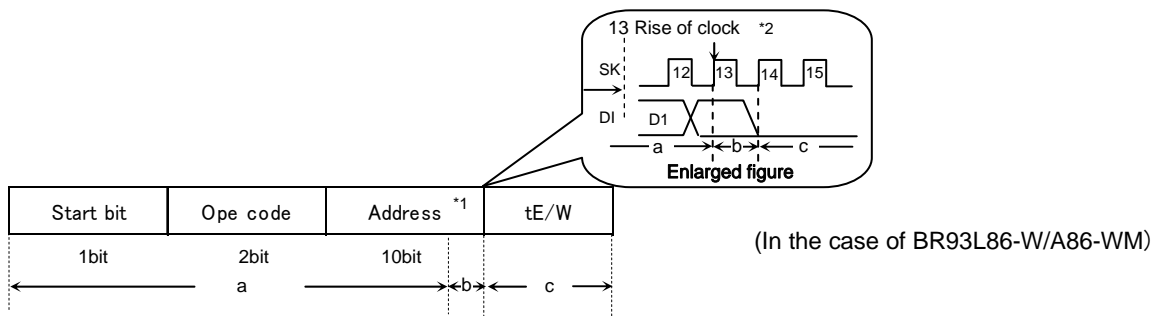 13 Rise of clock *2
SK 12 13 14 15
DI D1
a b c
Enlarged figure
Start bit Ope code Address *1 tE/W
1bit 2bit 10bit
a b c
(In the case of BR93L86-W/A86-WM)